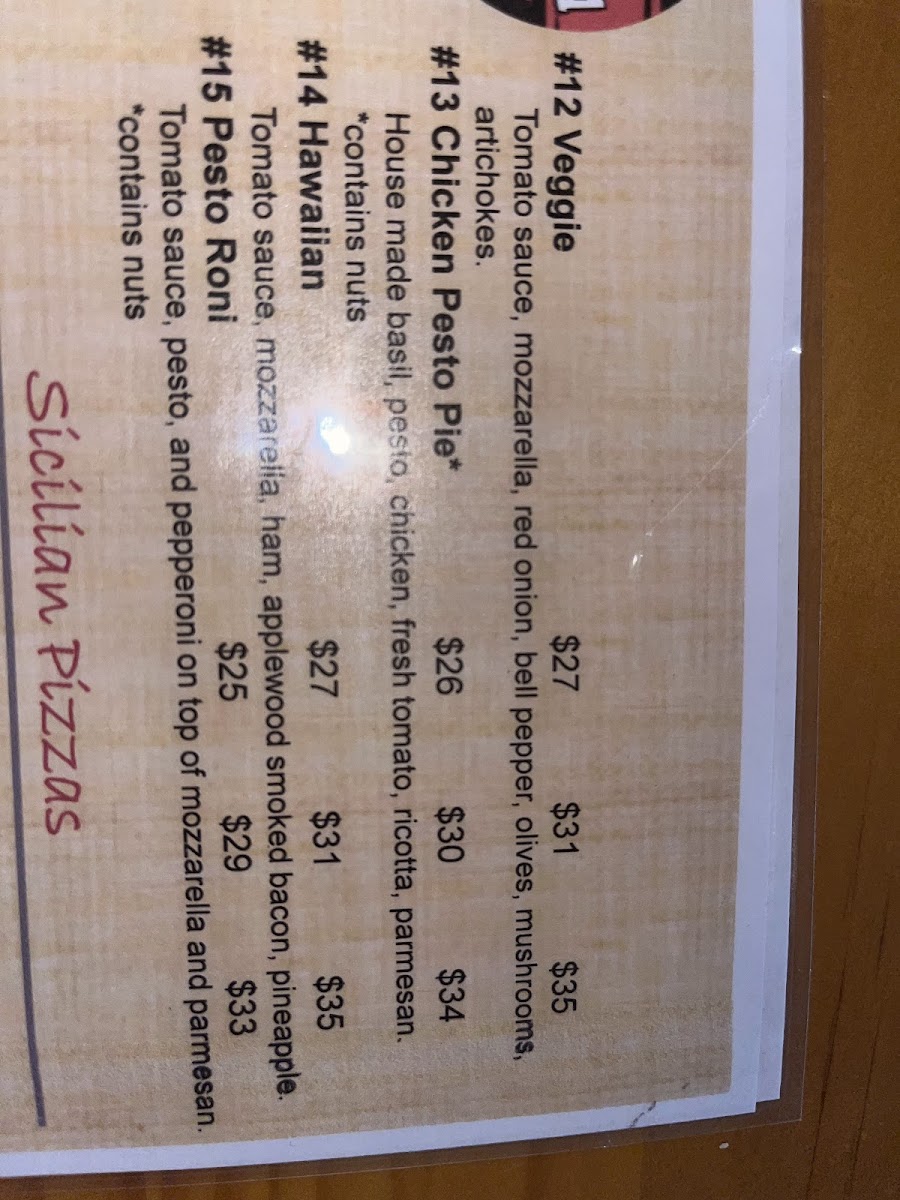 #12 Veggie $27 $31 $35
Tomato sauce, mozzarella, red onion, bell pepper, olives, mushrooms,
artichokes.
#13 Chicken Pesto Pie* $26 $30 $34
House made basil, pesto, chicken, fresh tomato, ricotta, parmesan.
*contains nuts
#14 Hawaiian $27 $31 $35
Tomato sauce, mozzarella, ham, applewood smoked bacon, pineapple.
#15 Pesto Roni $25 $29 $33
Tomato sauce, pesto, and pepperoni on top of mozzarella and parmesan.
*contains nuts
Sicilian Pizzas